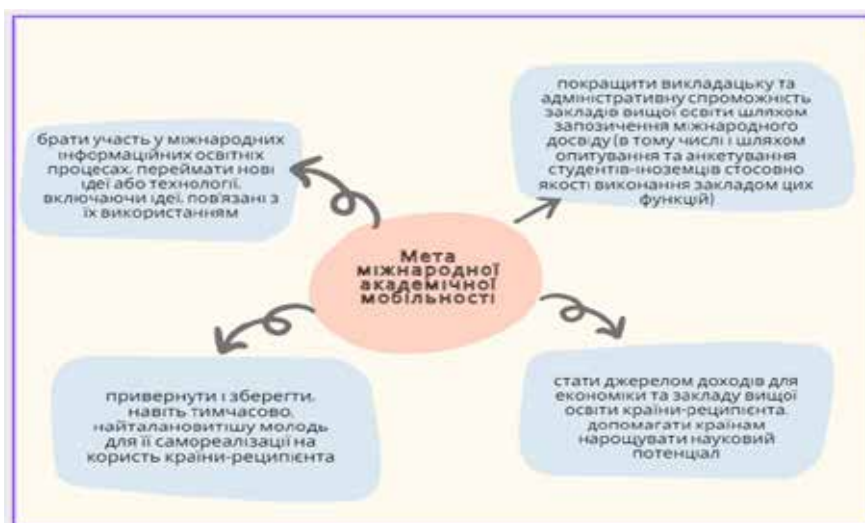 брати участь у міжнародних
інформаційних освітніх
процесах, переймати нові
ідеї або технології,
включаючи ідеї, пов'язані з
їх використанням
покращити викладацьку та
адміністративну спроможність
закладів вищої освіти шляхом
запозичення міжнародного
досвіду (в тому числі і шляхом
опитування та анкетування
студентів-іноземців стосовно
якості виконання закладом цих
функцій)
Мета
міжнародної
академічної
мобільності
привернути і зберегти,
навіть тимчасово,
найталановитішу молодь
для її самореалізації на
користь країни-реципієнта
стати джерелом доходів для
економіки та закладу вищої
освіти країни-реципієнта,
допомагати країнам
нарощувати науковий
потенціал